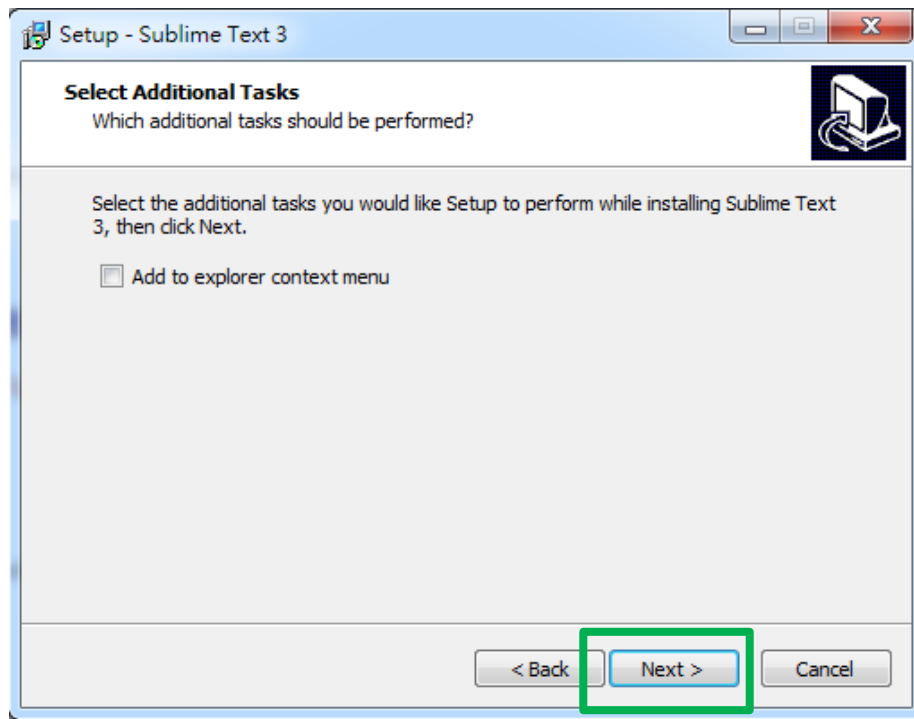 Setup - Sublime Text 3
Select Additional Tasks
Which additional tasks should be performed?
Select the additional tasks you would like Setup to perform while installing Sublime Text
3, then click Next.
Add to explorer context menu
< Back Next > Cancel